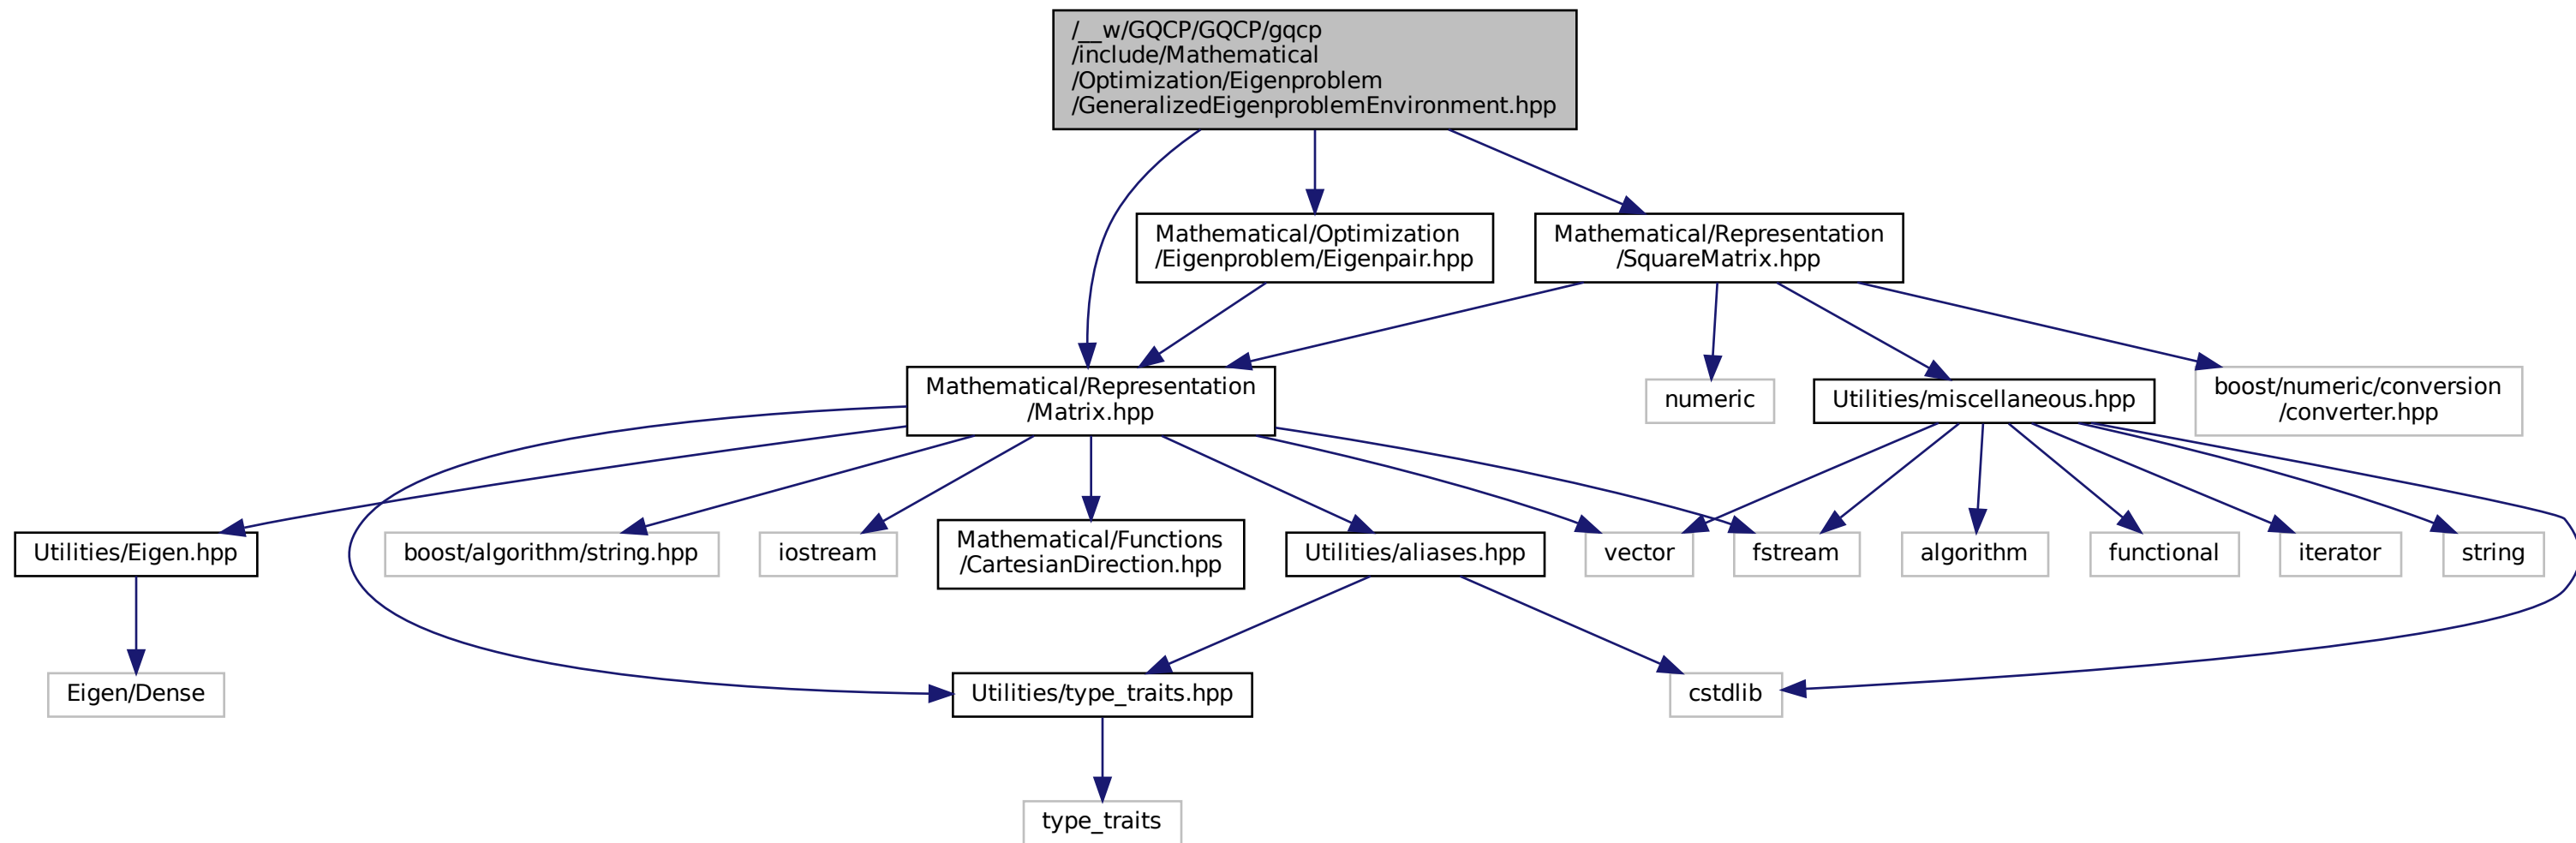 /__w/GQCP/GQCP/gqcp
/include/Mathematical
/Optimization/Eigenproblem
/GeneralizedEigenproblemEnvironment.hpp
Mathematical/Optimization
/Eigenproblem/Eigenpair.hpp
Mathematical/Representation
/SquareMatrix.hpp
Mathematical/Representation
/Matrix.hpp
numeric
Utilities/miscellaneous.hpp
boost/numeric/conversion
/converter.hpp
Utilities/Eigen.hpp
boost/algorithm/string.hpp
iostream
Mathematical/Functions
/CartesianDirection.hpp
Utilities/aliases.hpp
vector
fstream
algorithm
functional
iterator
string
Eigen/Dense
Utilities/type_traits.hpp
cstdlib
type_traits